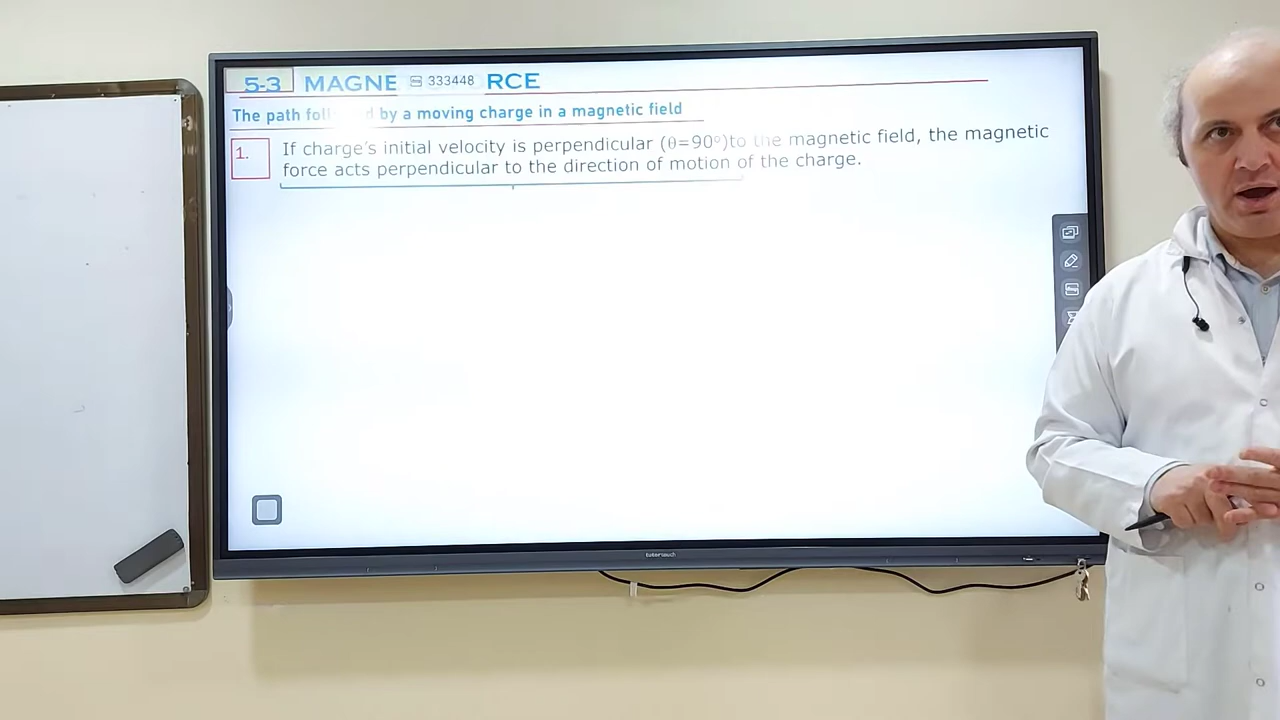 5-3 MAGNE 333448 RCE
The path fol by a moving charge in a magnetic field
1. If charge's initial velocity is perpendicular (θ=90°)to the magnetic field, the magnetic
force acts perpendicular to the direction of motion of the charge.